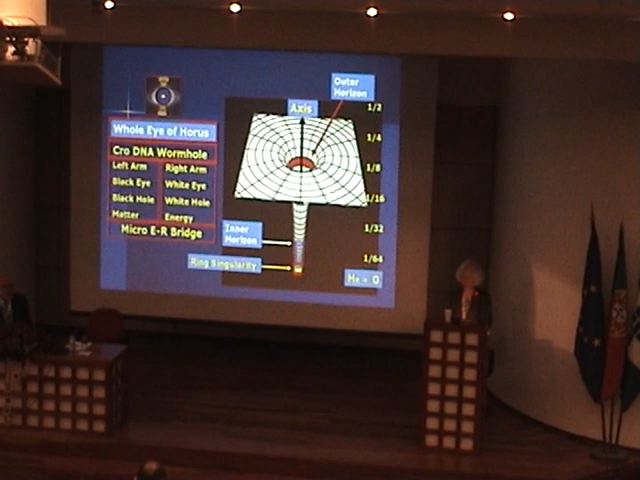 Outer
Horizon
Axis
1/2
Whole Eye of Horus
1/4
Cro DNA Wormhole
Left Arm Right Arm
1/8
Black Eye White Eye
Black Hole White Hole
1/16
Matter Energy
Micro E-R Bridge
Inner
Horizon
1/32
Ring Singularity
1/64